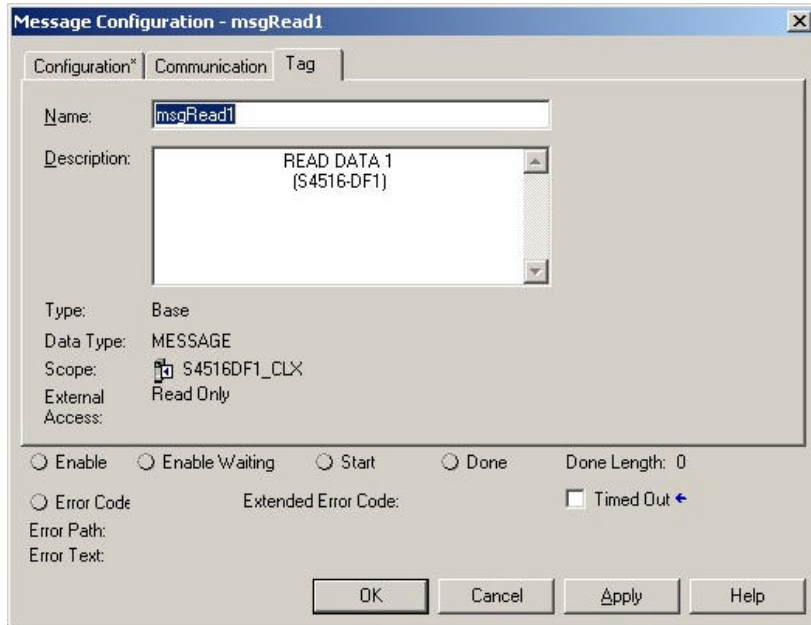 Message Configuration - msgRead1
Configuration* Communication Tag
Name: msgRead1
Description: READ DATA 1
(S4516-DF1)
Type: Base
Data Type: MESSAGE
Scope: S4516DF1_CLX
External Access: Read Only
Enable Enable Waiting Start Done Done Length: 0
Error Code Extended Error Code: Timed Out
Error Path:
Error Text:
OK Cancel Apply Help